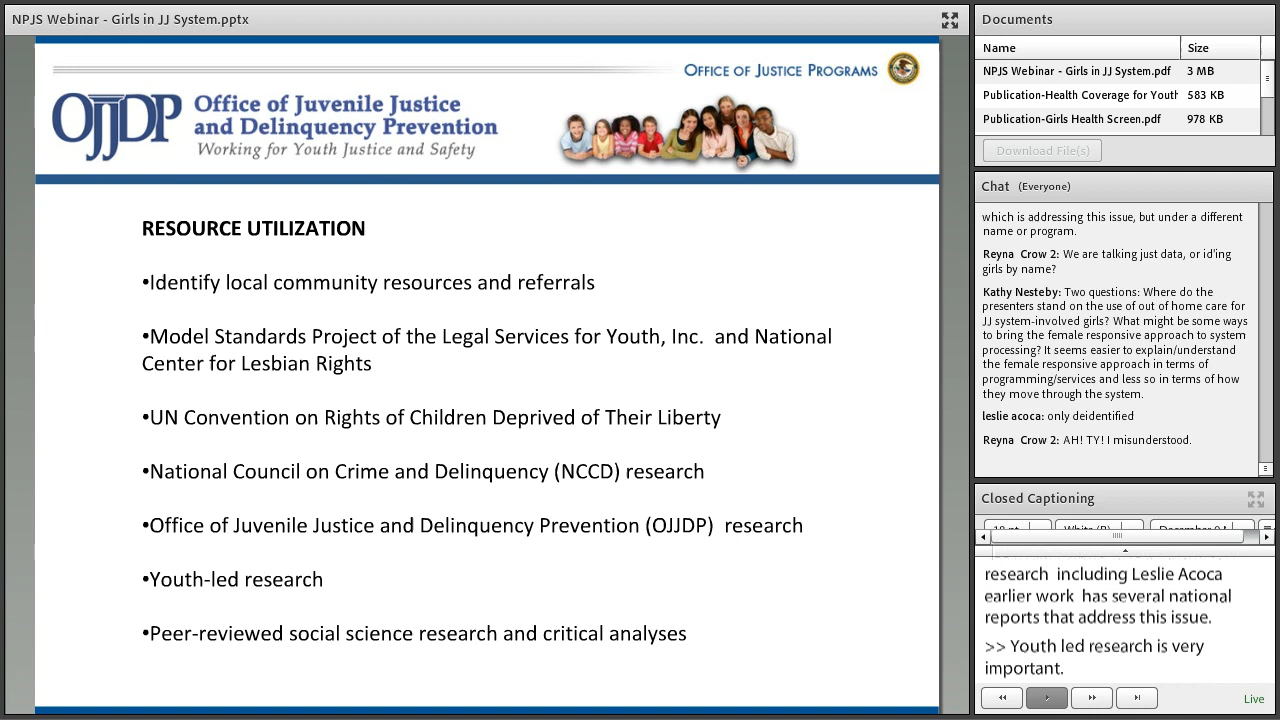 NPJS Webinar - Girls in JJ System.pptx
OFFICE OF JUSTICE PROGRAMS
OJJDP
Office of Juvenile Justice
and Delinquency Prevention
Working for Youth Justice and Safety
RESOURCE UTILIZATION
•Identify local community resources and referrals
•Model Standards Project of the Legal Services for Youth, Inc.  and National
Center for Lesbian Rights
•UN Convention on Rights of Children Deprived of Their Liberty
•National Council on Crime and Delinquency (NCCD) research
•Office of Juvenile Justice and Delinquency Prevention (OJJDP)  research
•Youth-led research
•Peer-reviewed social science research and critical analyses
Documents
Name Size
NPJS Webinar - Girls in JJ System.pdf 3 MB
Publication-Health Coverage for Youth 583 KB
Publication-Girls Health Screen.pdf 978 KB
Download File(s)
Chat (Everyone)
which is addressing this issue, but under a different
name or program.
Reyna  Crow 2: We are talking just data, or id'ing
girls by name?
Kathy Nesteby: Two questions: Where do the
presenters stand on the use of out of home care for
JJ system-involved girls?  What might be some ways
to bring the female responsive approach to system
processing? It seems easier to explain/understand
the female responsive approach in terms of
programming/services and less so in terms of how
they move through the system.
leslie acoca: only deidentified
Reyna  Crow 2: AH! TY! I misunderstood.
Closed Captioning
research  including Leslie Acoca
earlier work  has several national
reports that address this issue.
>> Youth led research is very
important.
Live